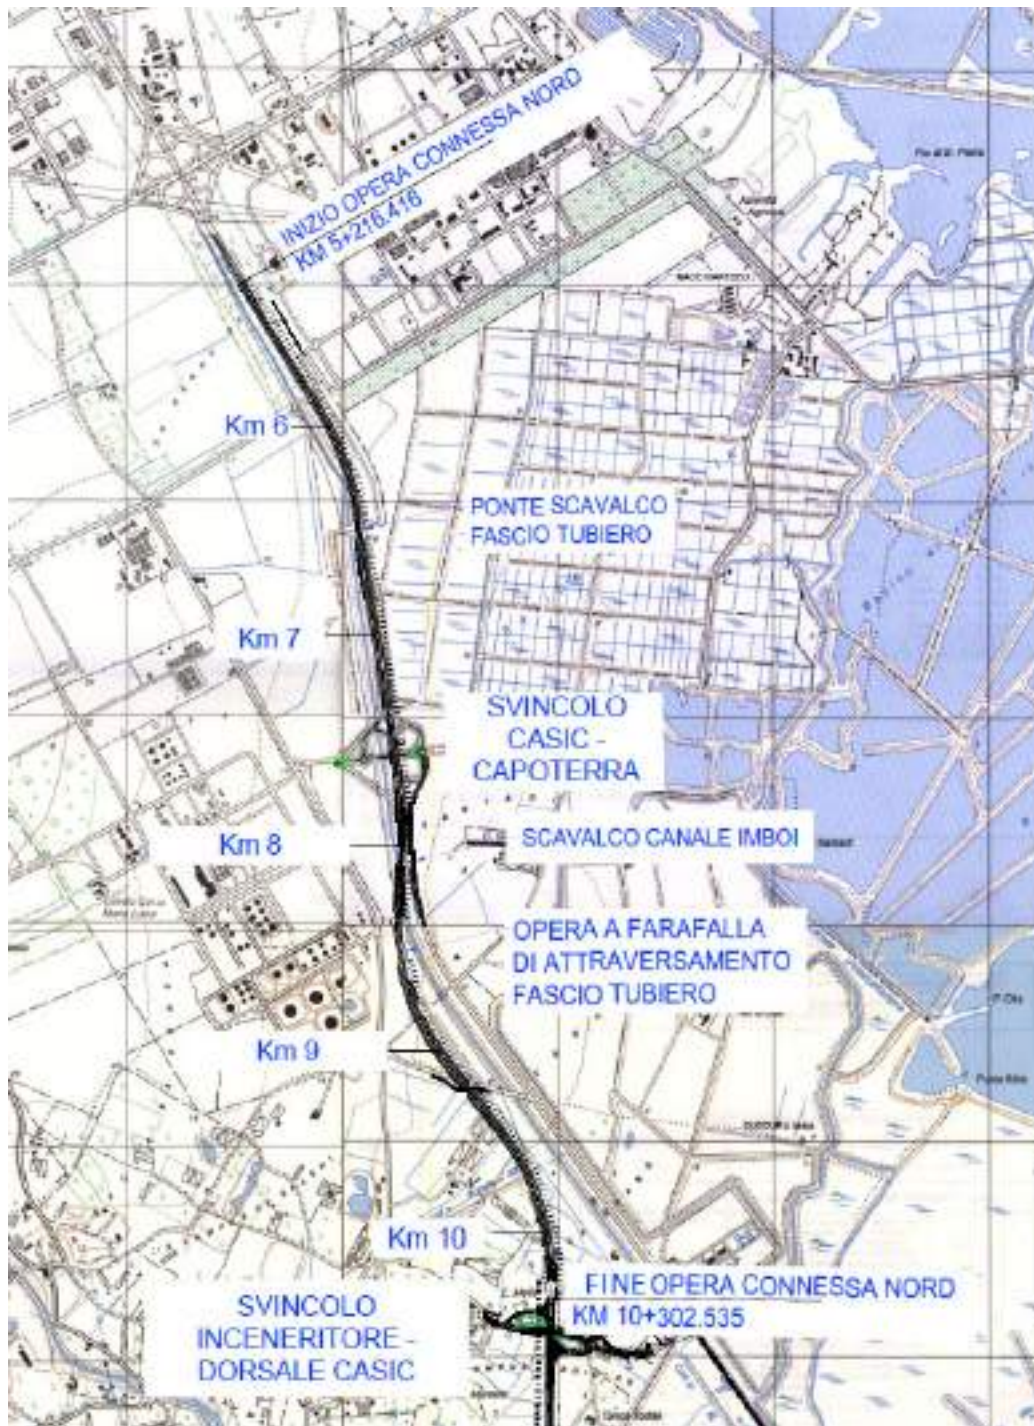 INIZIO OPERA CONNESSA NORD
KM 5+216.416
Km 6
PONTE SCAVALCO
FASCIO TUBIERO
Km 7
SVINCOLO
CASIC -
CAPOTERRA
Km 8
SCAVALCO CANALE IMBOI
OPERA A FARAFALLA
DI ATTRAVERSAMENTO
FASCIO TUBIERO
Km 9
Km 10
FINE OPERA CONNESSA NORD
KM 10+302.535
SVINCOLO
INCENERITORE -
DORSALE CASIC